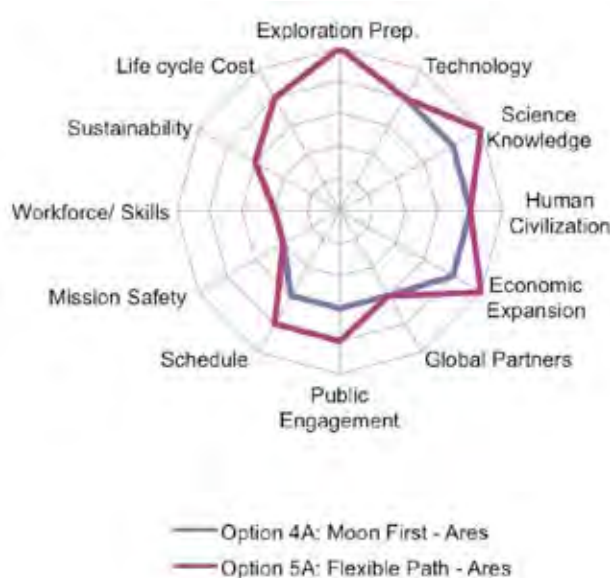 Exploration Prep.
Life cycle Cost
Technology
Science
Knowledge
Sustainability
Workforce/ Skills
Human
Civilization
Mission Safety
Economic
Expansion
Schedule
Global Partners
Public
Engagement
Option 4A: Moon First - Ares
Option 5A: Flexible Path - Ares